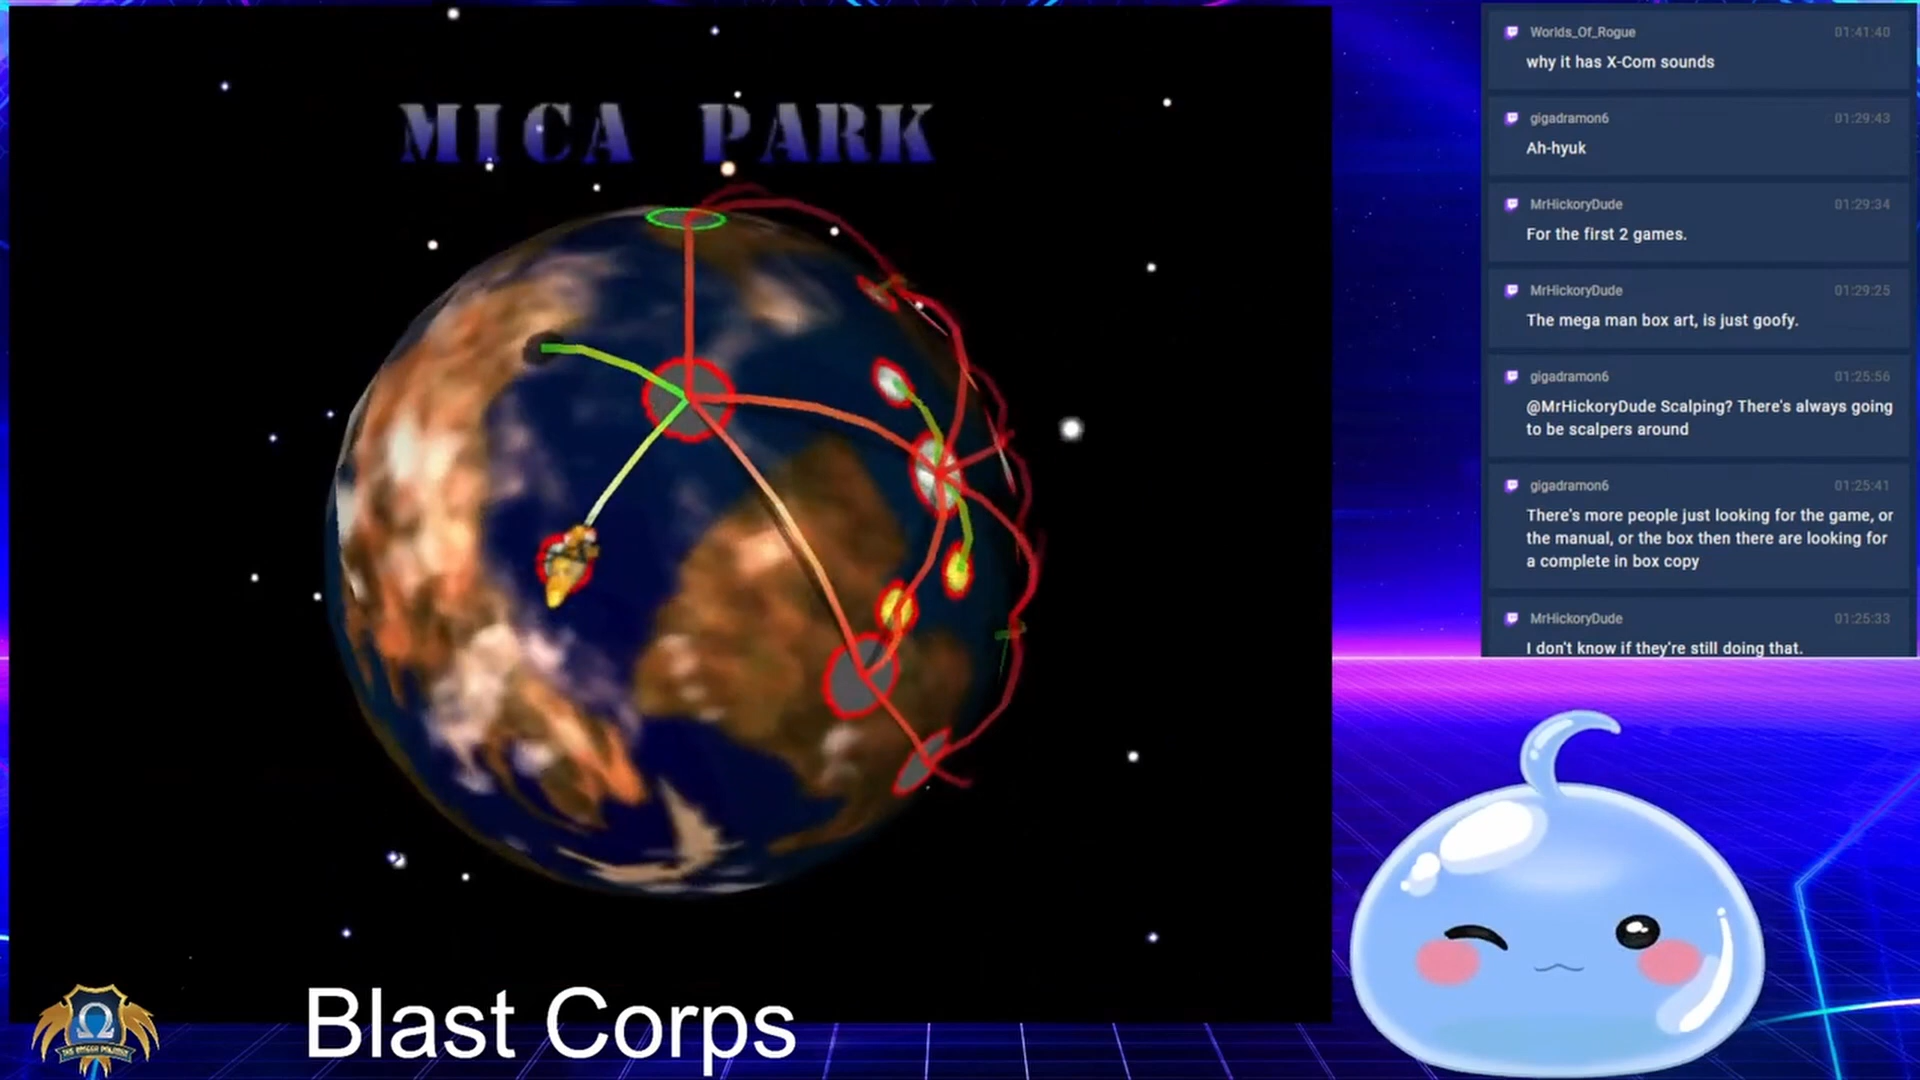 MICA PARK
Worlds_Of_Rogue 01:41:40
why it has X-Com sounds
gigadramon6 01:29:43
Ah-hyuk
MrHickoryDude 01:29:34
For the first 2 games.
MrHickoryDude 01:29:25
The mega man box art, is just goofy.
gigadramon6 01:25:56
@MrHickoryDude Scalping? There's always going
to be scalpers around
gigadramon6 01:25:41
There's more people just looking for the game, or
the manual, or the box then there are looking for
a complete in box copy
MrHickoryDude 01:25:33
I don't know if they're still doing that.
Blast Corps